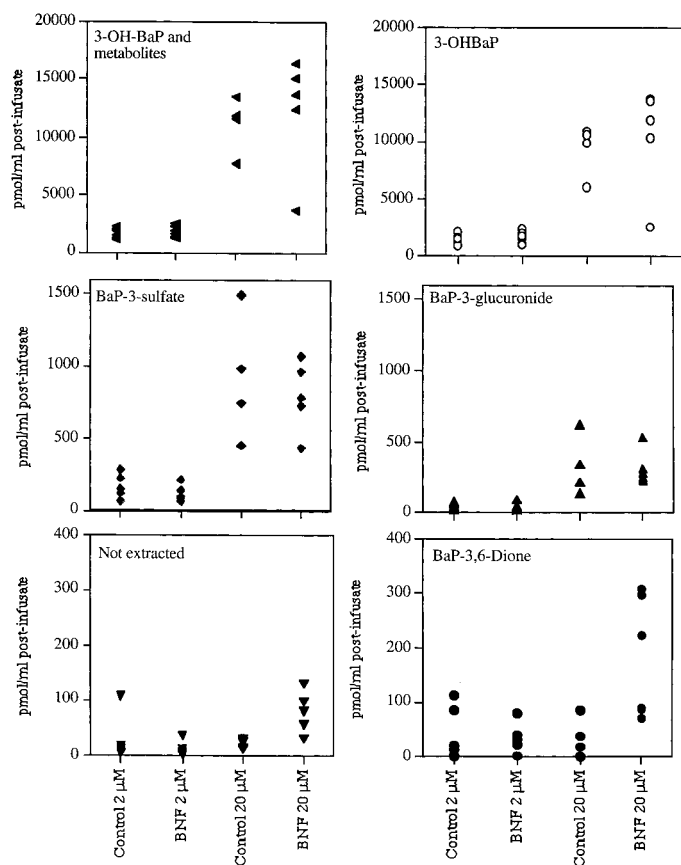 3-OH-BaP and
metabolites
pmol/ml post-infusate
20000
15000
10000
5000
0
3-OHBaP
pmol/ml post-infusate
20000
15000
10000
5000
0
BaP-3-sulfate
pmol/ml post-infusate
1500
1000
500
0
BaP-3-glucuronide
pmol/ml post-infusate
1500
1000
500
0
Not extracted
pmol/ml post-infusate
400
300
200
100
0
Control 2 μM
BNF 2 μM
Control 20 μM
BNF 20 μM
BaP-3,6-Dione
pmol/ml post-infusate
400
300
200
100
0
Control 2 μM
BNF 2 μM
Control 20 μM
BNF 20 μM